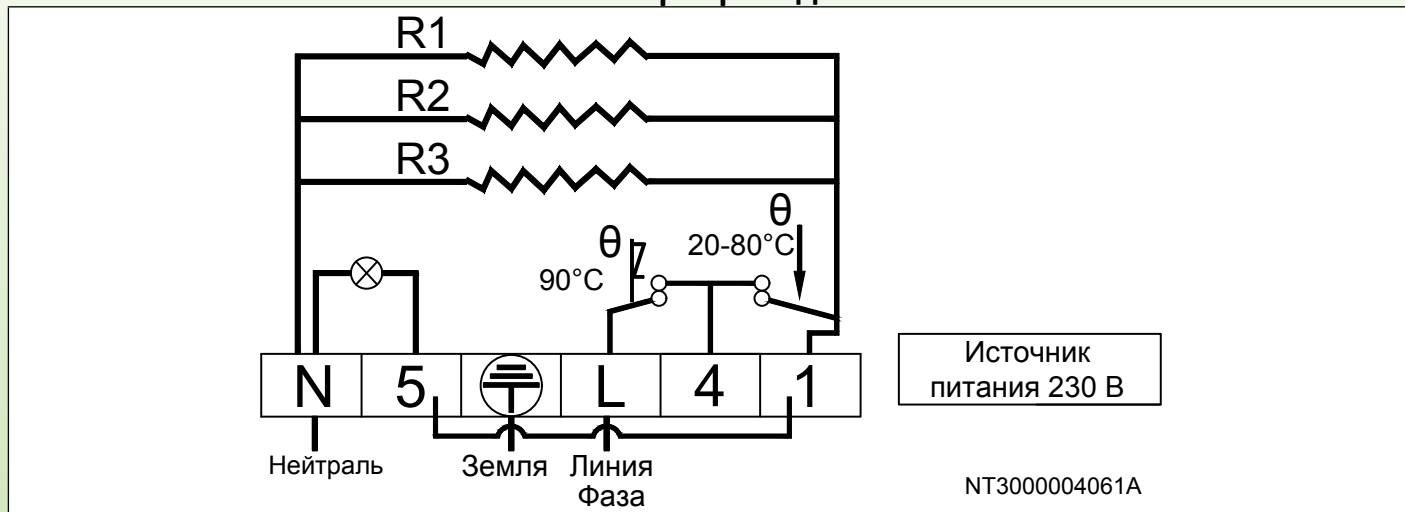 R1
R2
R3
θ
20-80°C
θ
90°C
N 5 L 4 1
Источник
питания 230 В
Нейтраль Земля Линия
Фаза
NT3000004061A